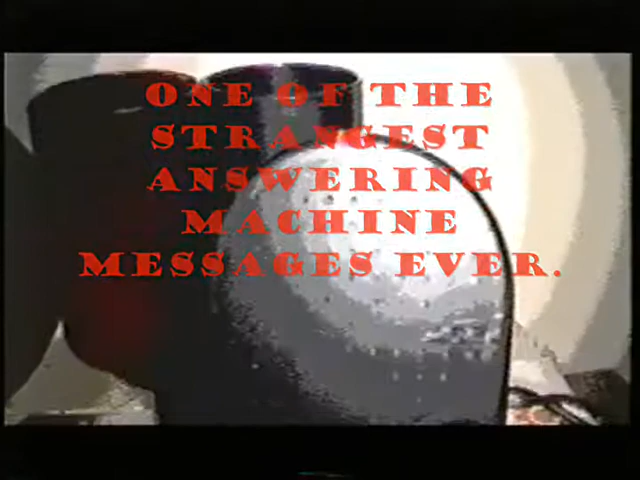 ONE OF THE
STRANGEST
ANSWERING
MACHINE
MESSAGES EVER.